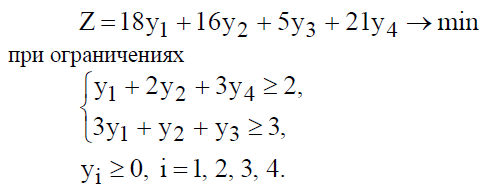 Z = 18y₁ + 16y₂ + 5y₃ + 21y₄ → min
при ограничениях
y₁ + 2y₂ + 3y₄ ≥ 2,
3y₁ + y₂ + y₃ ≥ 3,
yᵢ ≥ 0, i = 1, 2, 3, 4.